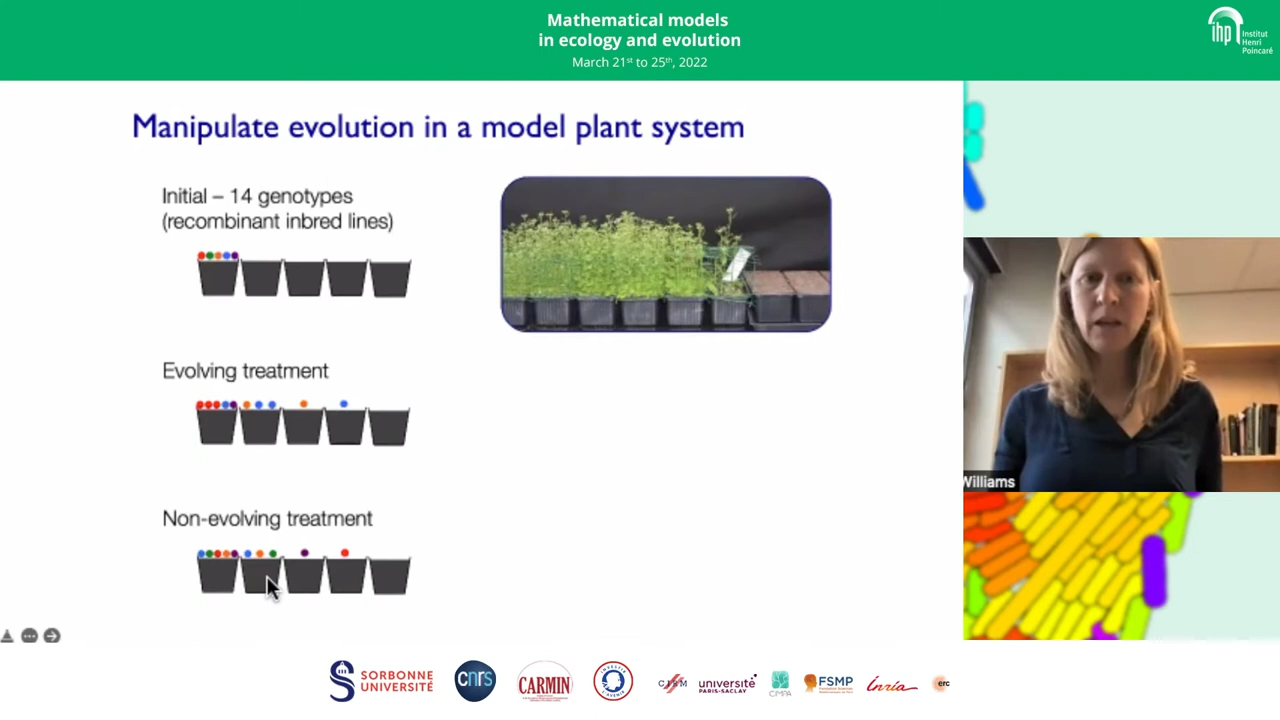 Mathematical models
in ecology and evolution
March 21st to 25th, 2022
ihp
Institut
Henri
Poincaré
Manipulate evolution in a model plant system
Initial – 14 genotypes
(recombinant inbred lines)
Evolving treatment
Non-evolving treatment
Williams
SORBONNE
UNIVERSITÉ
cnrs
CARMIN
université
PARIS-SACLAY
CIMPA
FSMP
Inria
erc